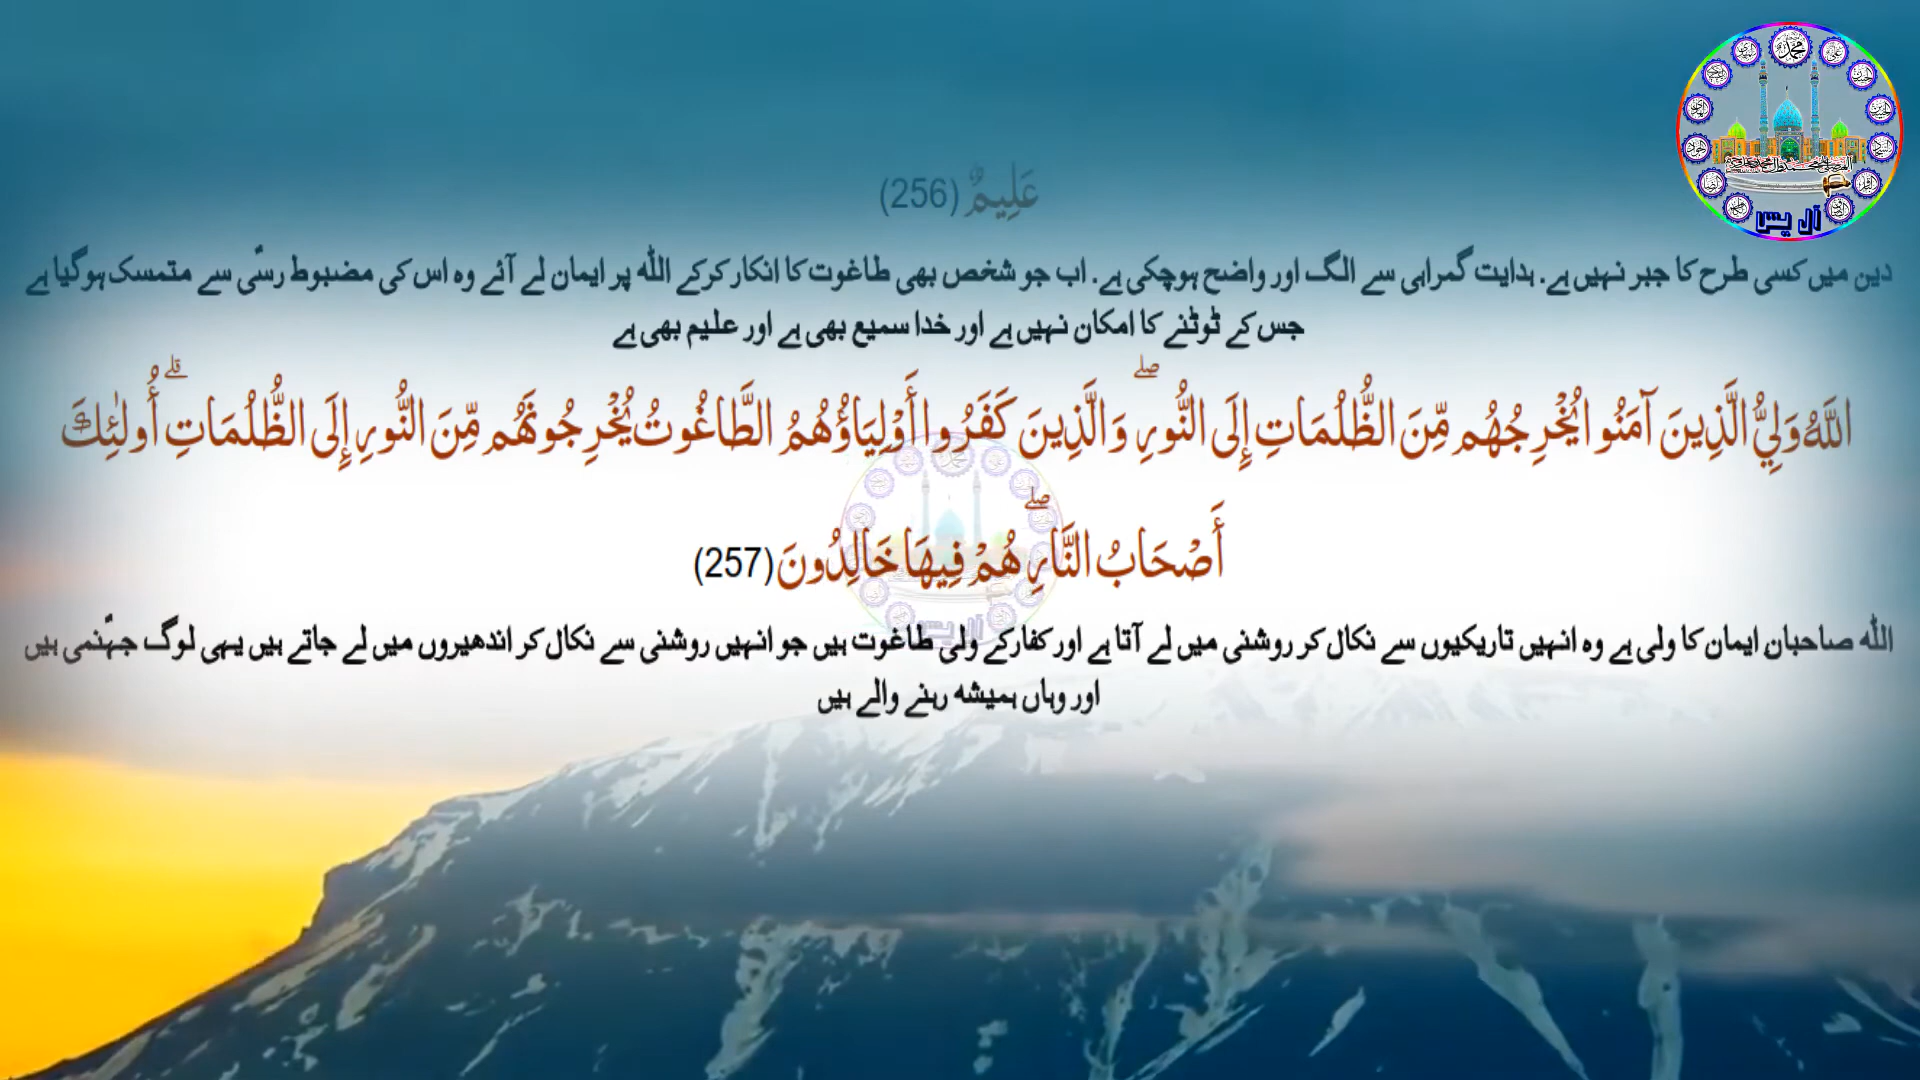 عَلِيمٌ (256)
دین میں کسی طرح کا جبر نہیں ہے. ہدایت گمراہی سے الگ اور واضح ہوچکی ہے. اب جو شخص بھی طاغوت کا انکار کرکے اللہ پر ایمان لے آئے وہ اس کی مضبوط رسّی سے متمسک ہوگیا ہے
جس کے ٹوٹنے کا امکان نہیں ہے اور خدا سمیع بھی ہے اور علیم بھی ہے
اللَّهُ وَلِيُّ الَّذِينَ آمَنُوا يُخْرِجُهُم مِّنَ الظُّلُمَاتِ إِلَى النُّورِ ۖ وَالَّذِينَ كَفَرُوا أَوْلِيَاؤُهُمُ الطَّاغُوتُ يُخْرِجُونَهُم مِّنَ النُّورِ إِلَى الظُّلُمَاتِ ۗ أُولَٰئِكَ
أَصْحَابُ النَّارِ ۖ هُمْ فِيهَا خَالِدُونَ (257)
اللہ صاحبانِ ایمان کا ولی ہے وہ انہیں تاریکیوں سے نکال کر روشنی میں لے آتا ہے اور کفارکے ولی طاغوت ہیں جو انہیں روشنی سے نکال کر اندھیروں میں لے جاتے ہیں یہی لوگ جہّنمی ہیں
اور وہاں ہمیشہ رہنے والے ہیں
محمد
آل یس